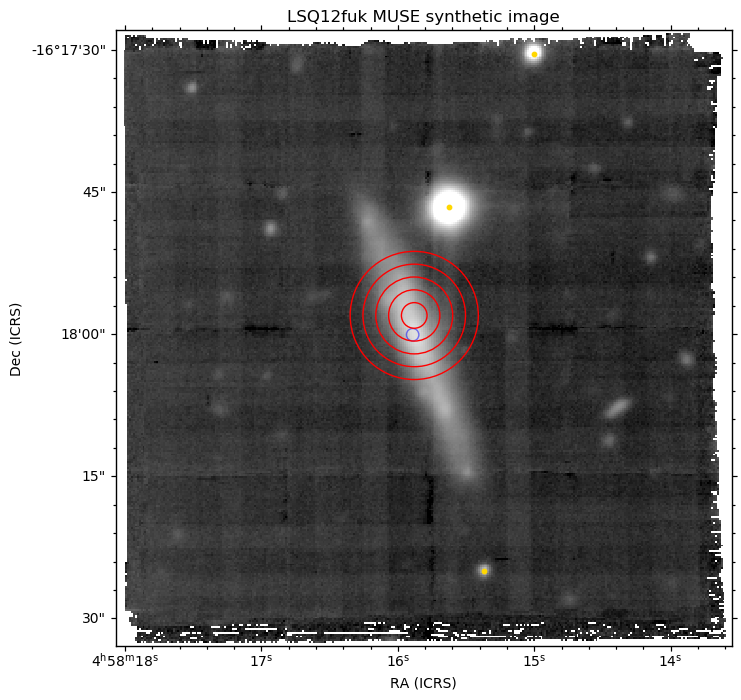 LSQ12fuk MUSE synthetic image
-16°17'30"
45"
18'00"
15"
30"
Dec (ICRS)
4ʰ58ᵐ18ˢ
17ˢ
16ˢ
15ˢ
14ˢ
RA (ICRS)